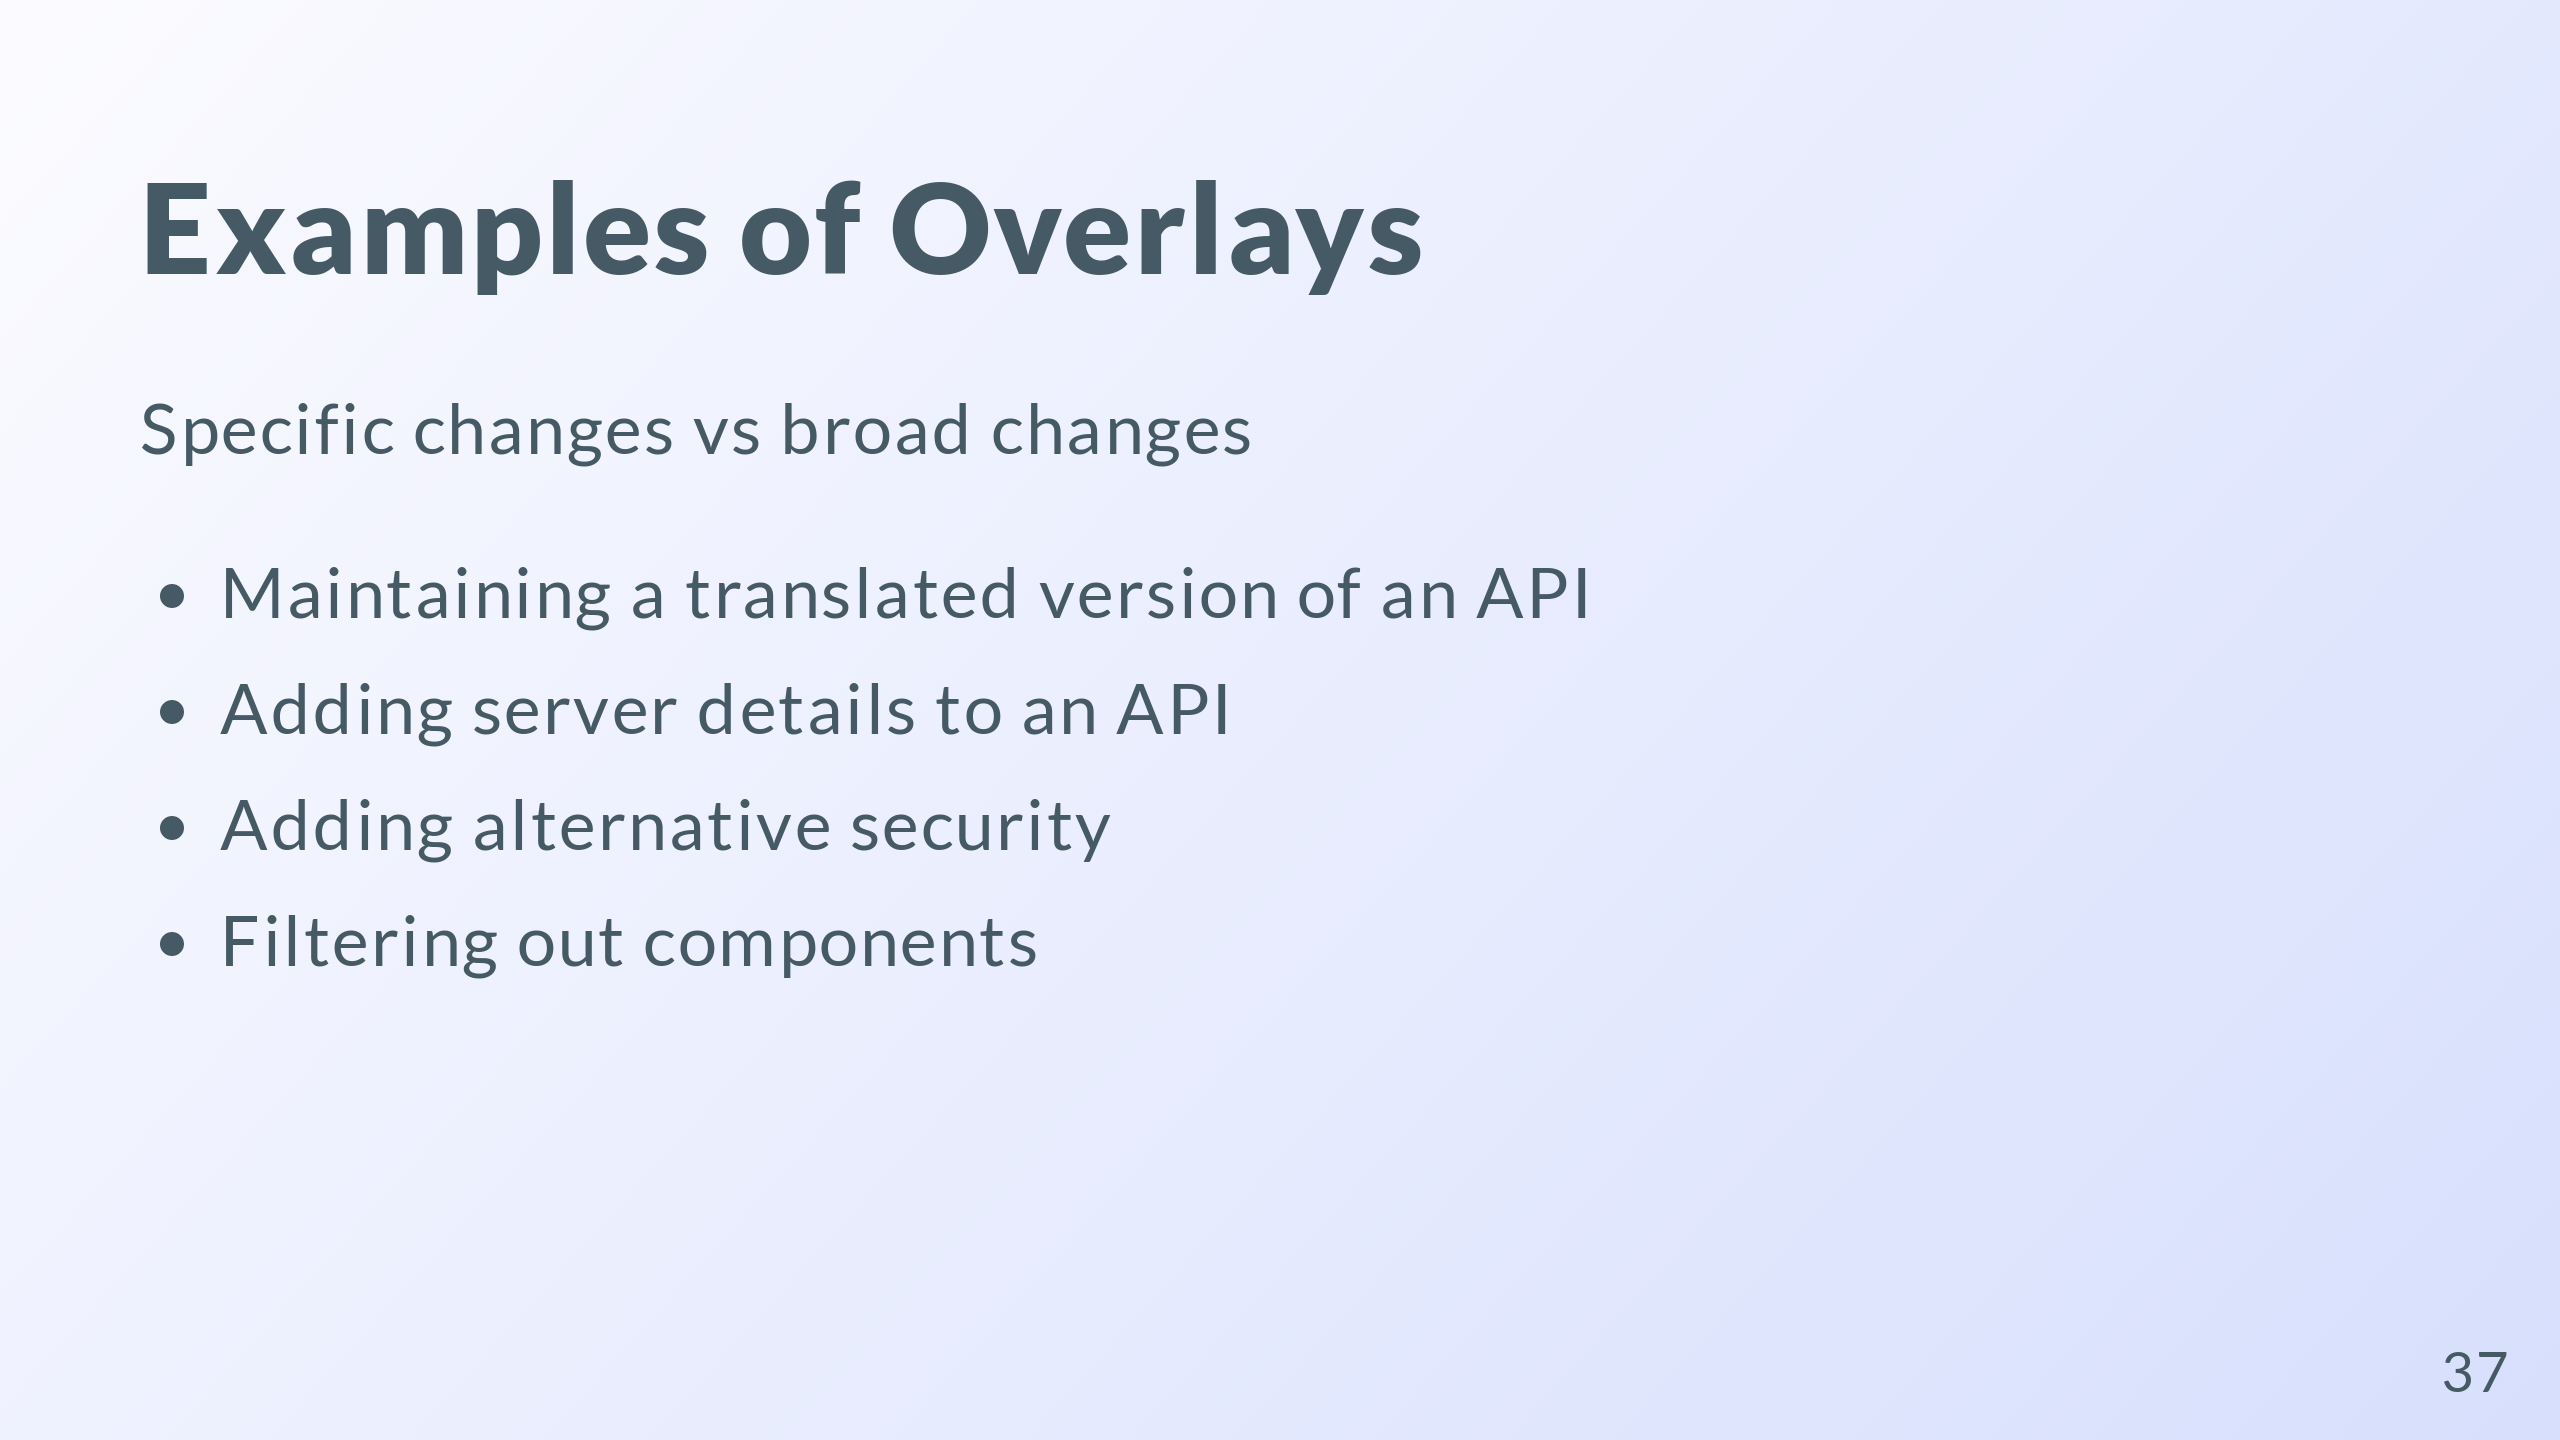 Examples of Overlays
Specific changes vs broad changes
• Maintaining a translated version of an API
• Adding server details to an API
• Adding alternative security
• Filtering out components
37